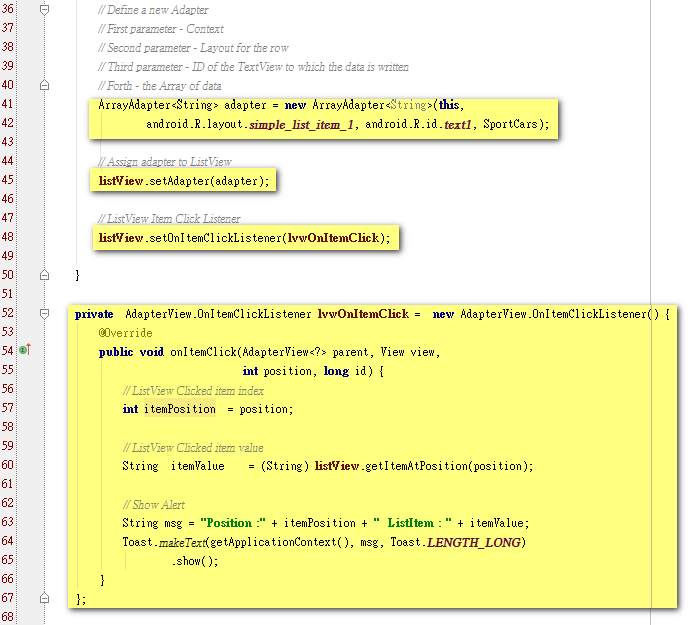 36 // Define a new Adapter
37 // First parameter - Context
38 // Second parameter - Layout for the row
39 // Third parameter - ID of the TextView to which the data is written
40 // Forth - the Array of data
41 ArrayAdapter<String> adapter = new ArrayAdapter<String>(this,
42 android.R.layout.simple_list_item_1, android.R.id.text1, SportCars);
43
44 // Assign adapter to ListView
45 listView.setAdapter(adapter);
46
47 // ListView Item Click Listener
48 listView.setOnItemClickListener(lvwOnItemClick);
49
50 }
51
52 private AdapterView.OnItemClickListener lvwOnItemClick = new AdapterView.OnItemClickListener() {
53 @Override
54 public void onItemClick(AdapterView<?> parent, View view,
55 int position, long id) {
56 // ListView Clicked item index
57 int itemPosition = position;
58
59 // ListView Clicked item value
60 String itemValue = (String) listView.getItemAtPosition(position);
61
62 // Show Alert
63 String msg = "Position :" + itemPosition + " ListItem : " + itemValue;
64 Toast.makeText(getApplicationContext(), msg, Toast.LENGTH_LONG)
65 .show();
66 }
67 };
68